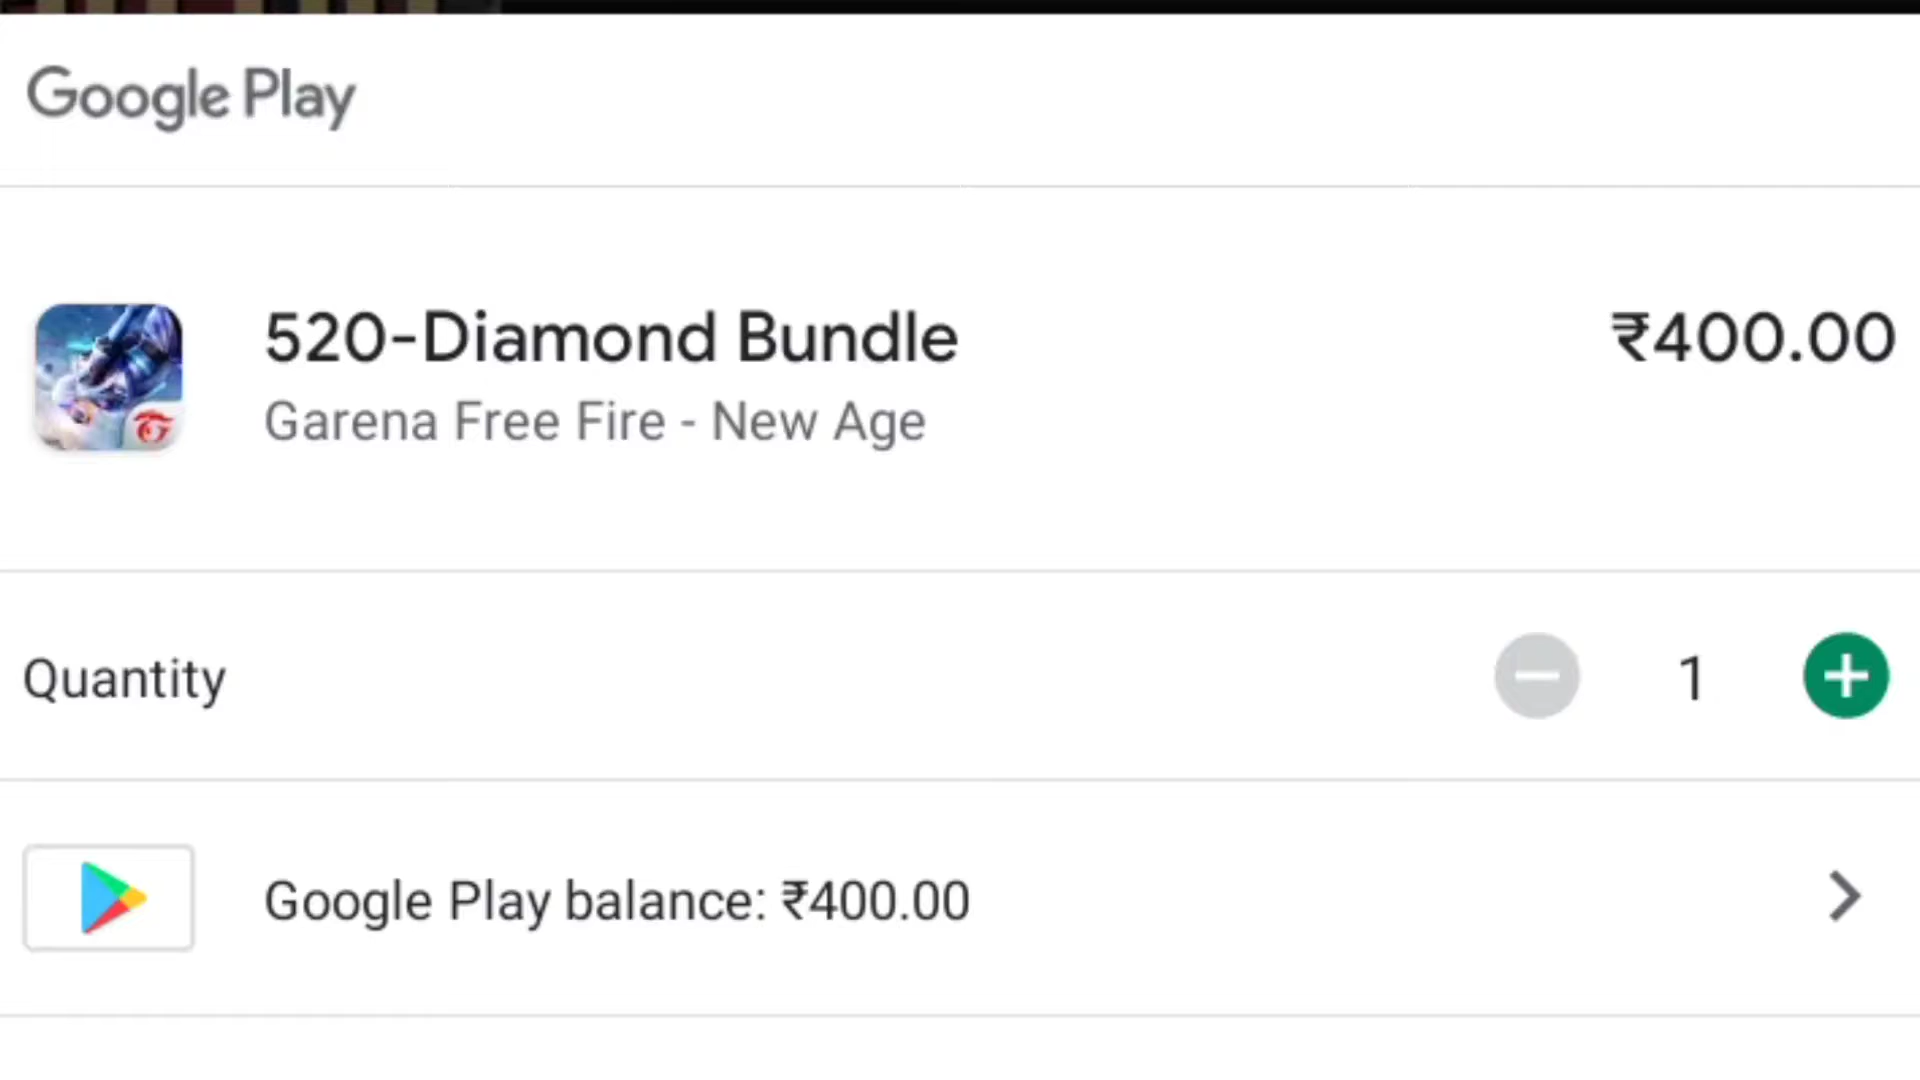 Google Play
520-Diamond Bundle ₹400.00
Garena Free Fire - New Age
Quantity 1
Google Play balance: ₹400.00